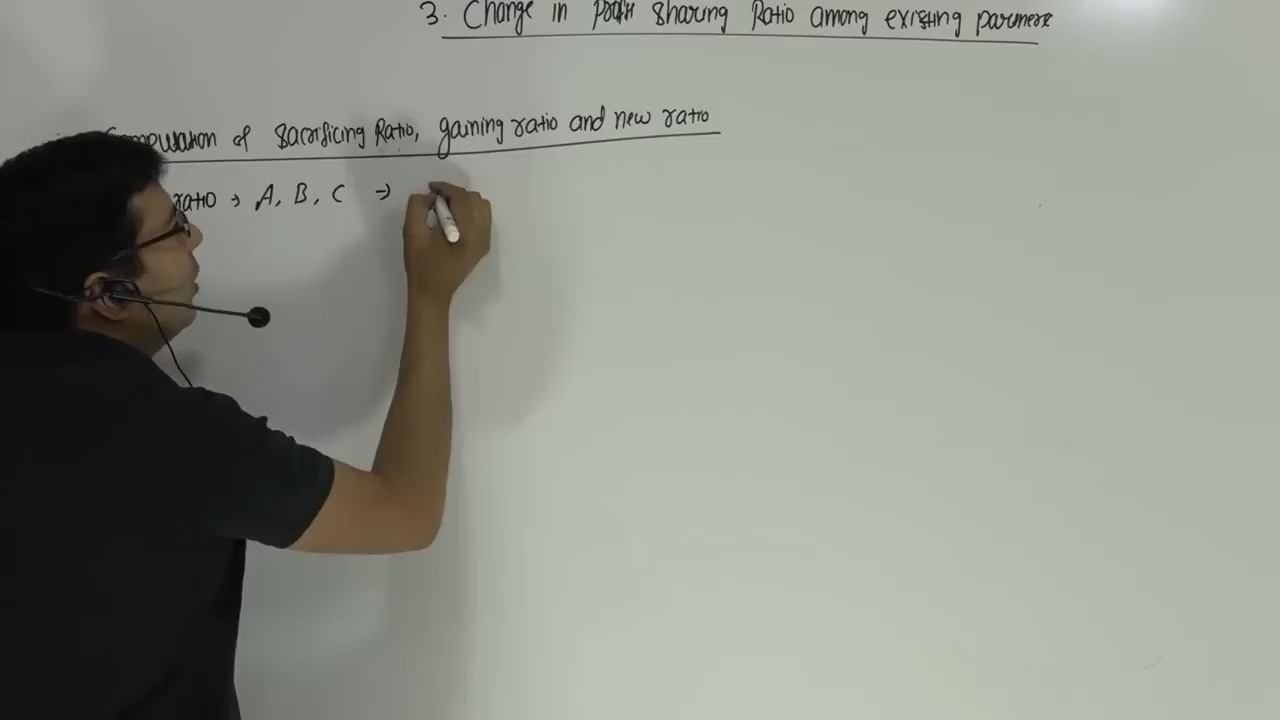 3. Change in Profit Sharing Ratio among existing partners
Computation of Sacrificing Ratio, gaining ratio and new ratio
ratio → A, B, C →